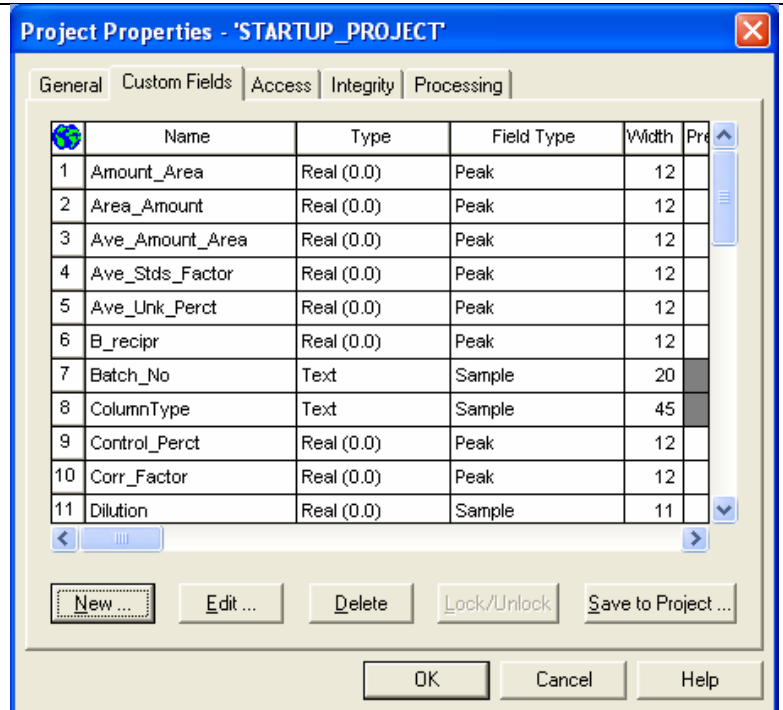 Project Properties - 'STARTUP_PROJECT'
General Custom Fields Access Integrity Processing
Name Type Field Type Width Pre
1 Amount_Area Real (0.0) Peak 12
2 Area_Amount Real (0.0) Peak 12
3 Ave_Amount_Area Real (0.0) Peak 12
4 Ave_Stds_Factor Real (0.0) Peak 12
5 Ave_Unk_Perct Real (0.0) Peak 12
6 B_recipr Real (0.0) Peak 12
7 Batch_No Text Sample 20
8 ColumnType Text Sample 45
9 Control_Perct Real (0.0) Peak 12
10 Corr_Factor Real (0.0) Peak 12
11 Dilution Real (0.0) Sample 11
New ... Edit ... Delete Lock/Unlock Save to Project ...
OK Cancel Help